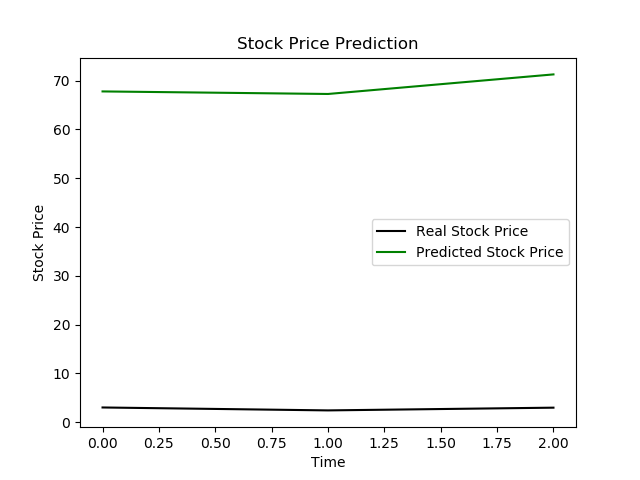 Stock Price Prediction
Stock Price
70
60
50
40
30
20
10
0
Real Stock Price
Predicted Stock Price
0.00 0.25 0.50 0.75 1.00 1.25 1.50 1.75 2.00
Time